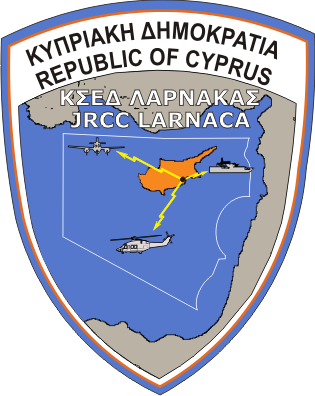 ΚΥΠΡΙΑΚΗ ΔΗΜΟΚΡΑΤΙΑ
REPUBLIC OF CYPRUS
ΚΣΕΔ ΛΑΡΝΑΚΑΣ
JRCC LARNACA